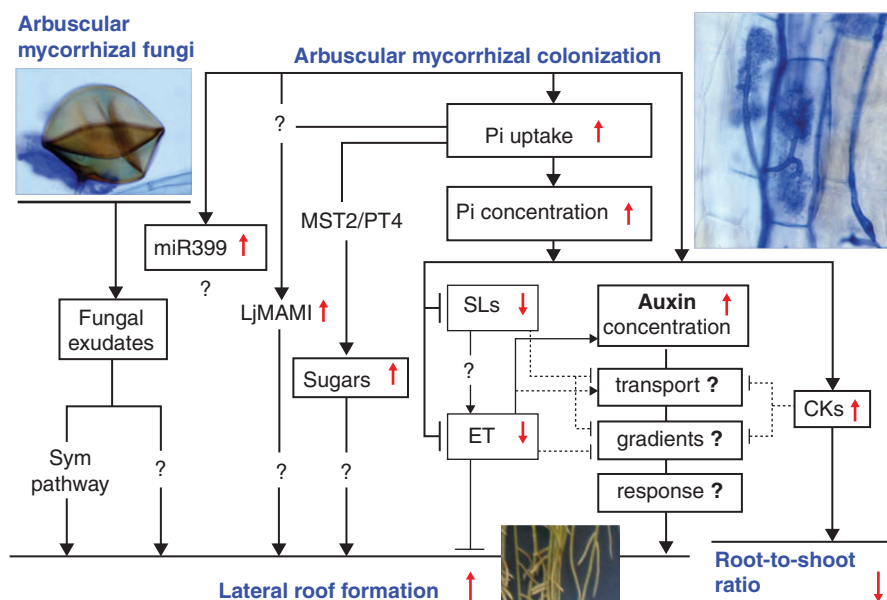 Arbuscular
mycorrhizal fungi
Arbuscular mycorrhizal colonization
?
Pi uptake
MST2/PT4
Pi concentration
miR399
?
LjMAMI
SLs
Auxin
concentration
Fungal
exudates
?
Sugars
transport ?
CKs
ET
gradients ?
Sym
pathway
?
?
?
response ?
Lateral roof formation
Root-to-shoot
ratio